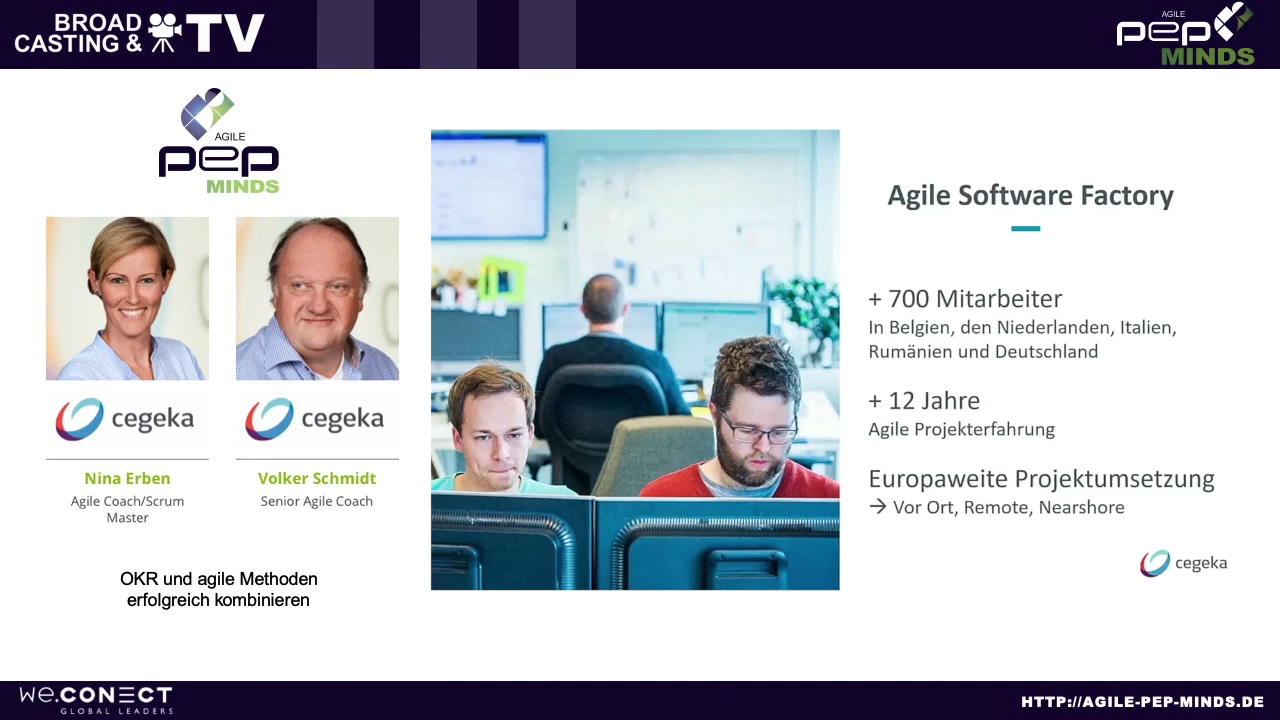 BROAD
CASTING & TV
AGILE
pep
MINDS
AGILE
pep
MINDS
cegeka
Nina Erben
Agile Coach/Scrum
Master
cegeka
Volker Schmidt
Senior Agile Coach
OKR und agile Methoden
erfolgreich kombinieren
Agile Software Factory
+ 700 Mitarbeiter
In Belgien, den Niederlanden, Italien,
Rumänien und Deutschland
+ 12 Jahre
Agile Projekterfahrung
Europaweite Projektumsetzung
→ Vor Ort, Remote, Nearshore
cegeka
we.CONECT
GLOBAL LEADERS
HTTP://AGILE-PEP-MINDS.DE